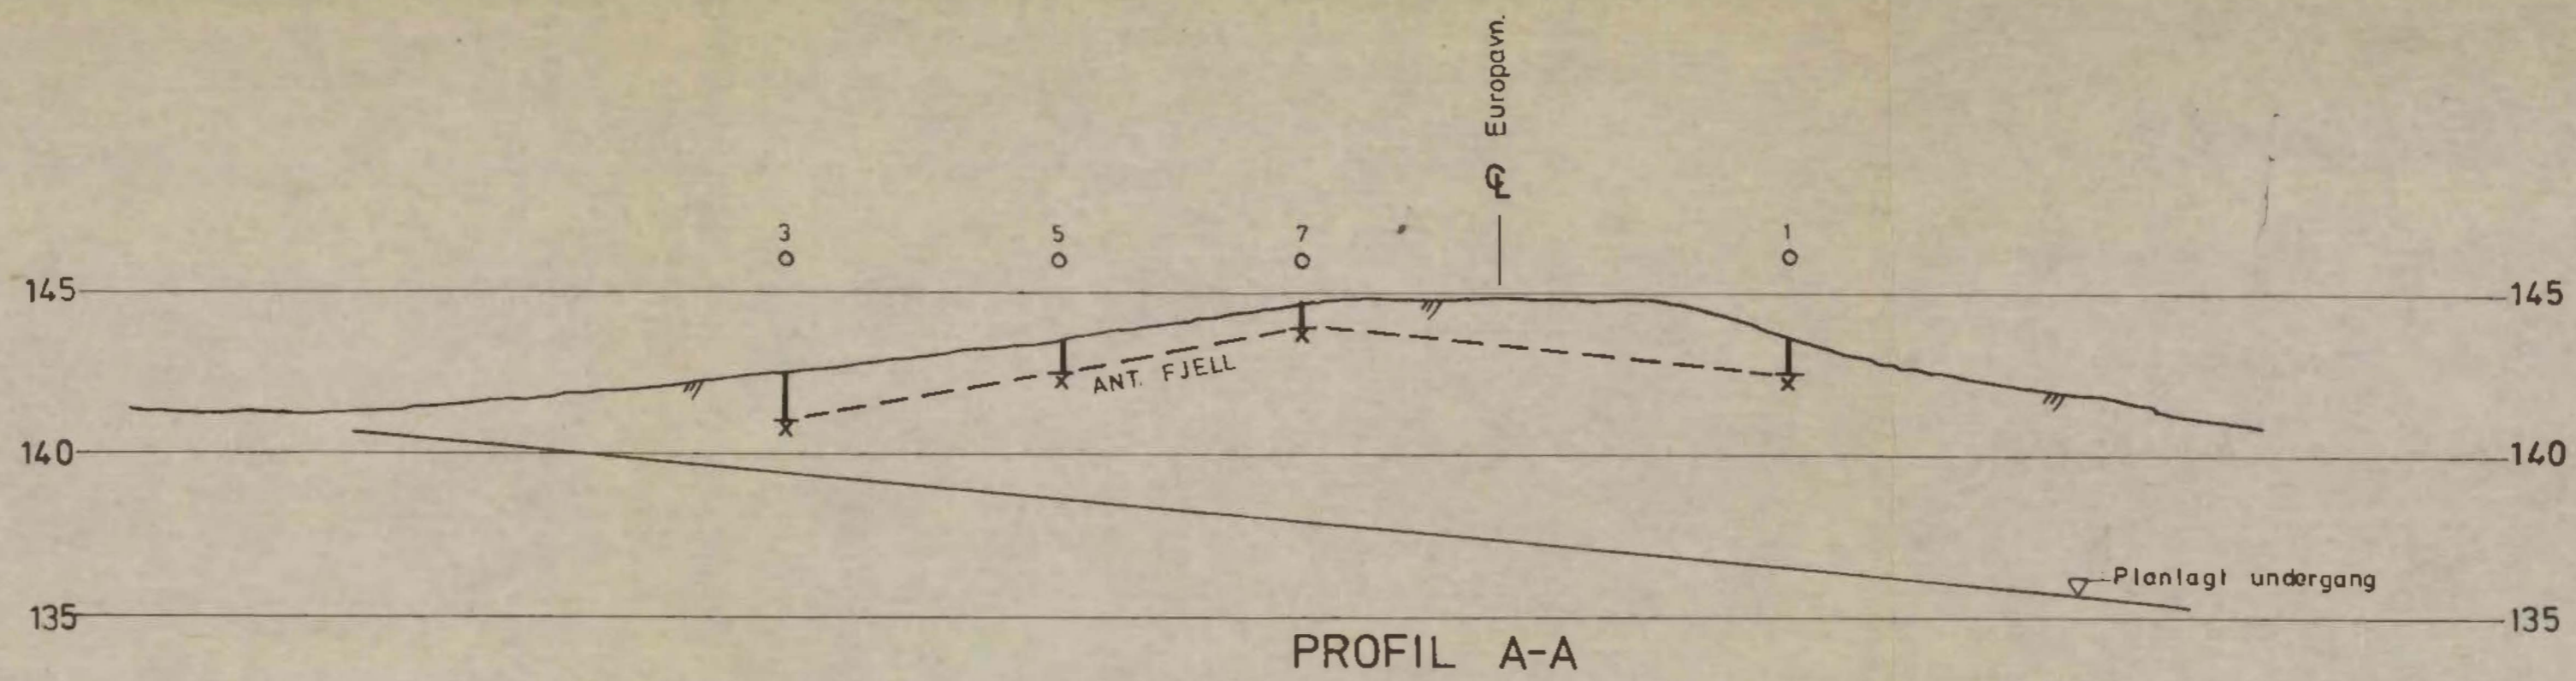 Europavn.
℄
3 5 7 1
145 145
ANT. FJELL
140 140
Planlagt undergang
135 135
PROFIL A-A